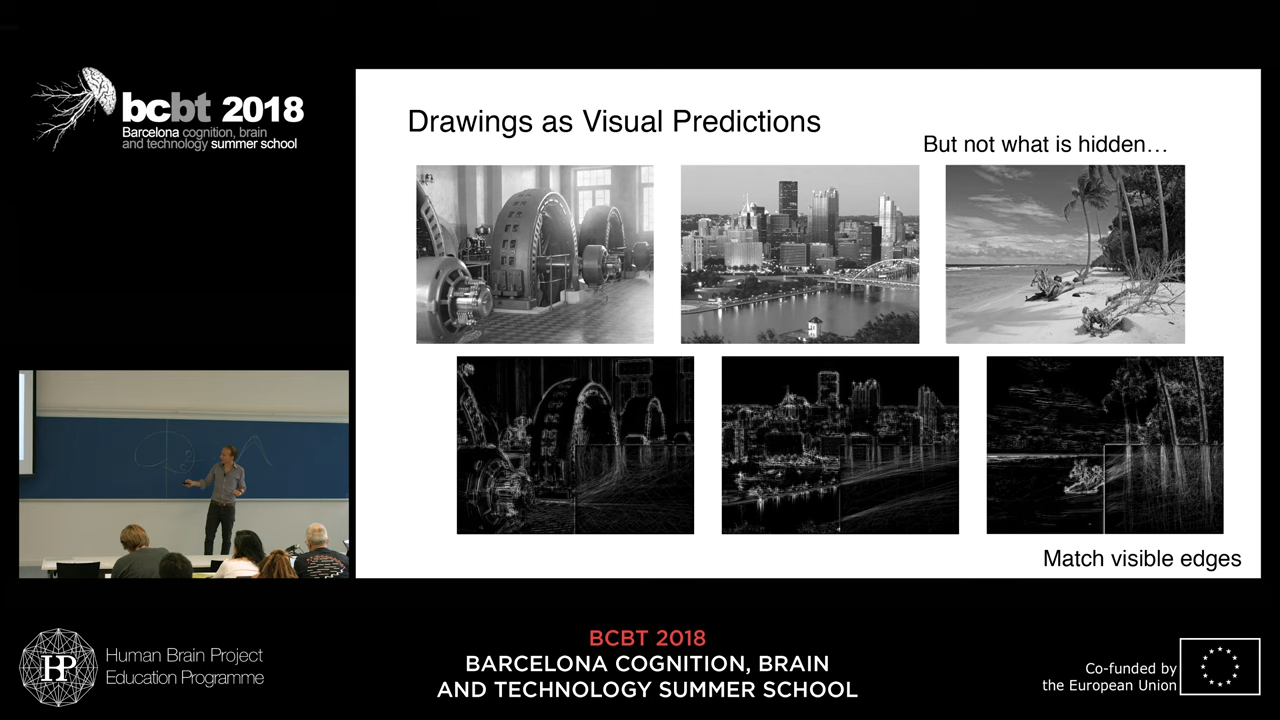 bcbt 2018
Barcelona cognition, brain
and technology summer school
Drawings as Visual Predictions
But not what is hidden…
Match visible edges
HP
Human Brain Project
Education Programme
BCBT 2018
BARCELONA COGNITION, BRAIN
AND TECHNOLOGY SUMMER SCHOOL
Co-funded by
the European Union